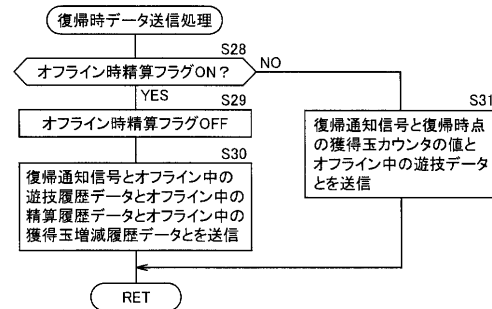 復帰時データ送信処理
S28
オフライン時精算フラグON？
NO
YES
S29
オフライン時精算フラグOFF
S30
復帰通知信号とオフライン中の
遊技履歴データとオフライン中の
精算履歴データとオフライン中の
獲得玉増減履歴データとを送信
S31
復帰通知信号と復帰時点
の獲得玉カウンタの値と
オフライン中の遊技データ
とを送信
RET